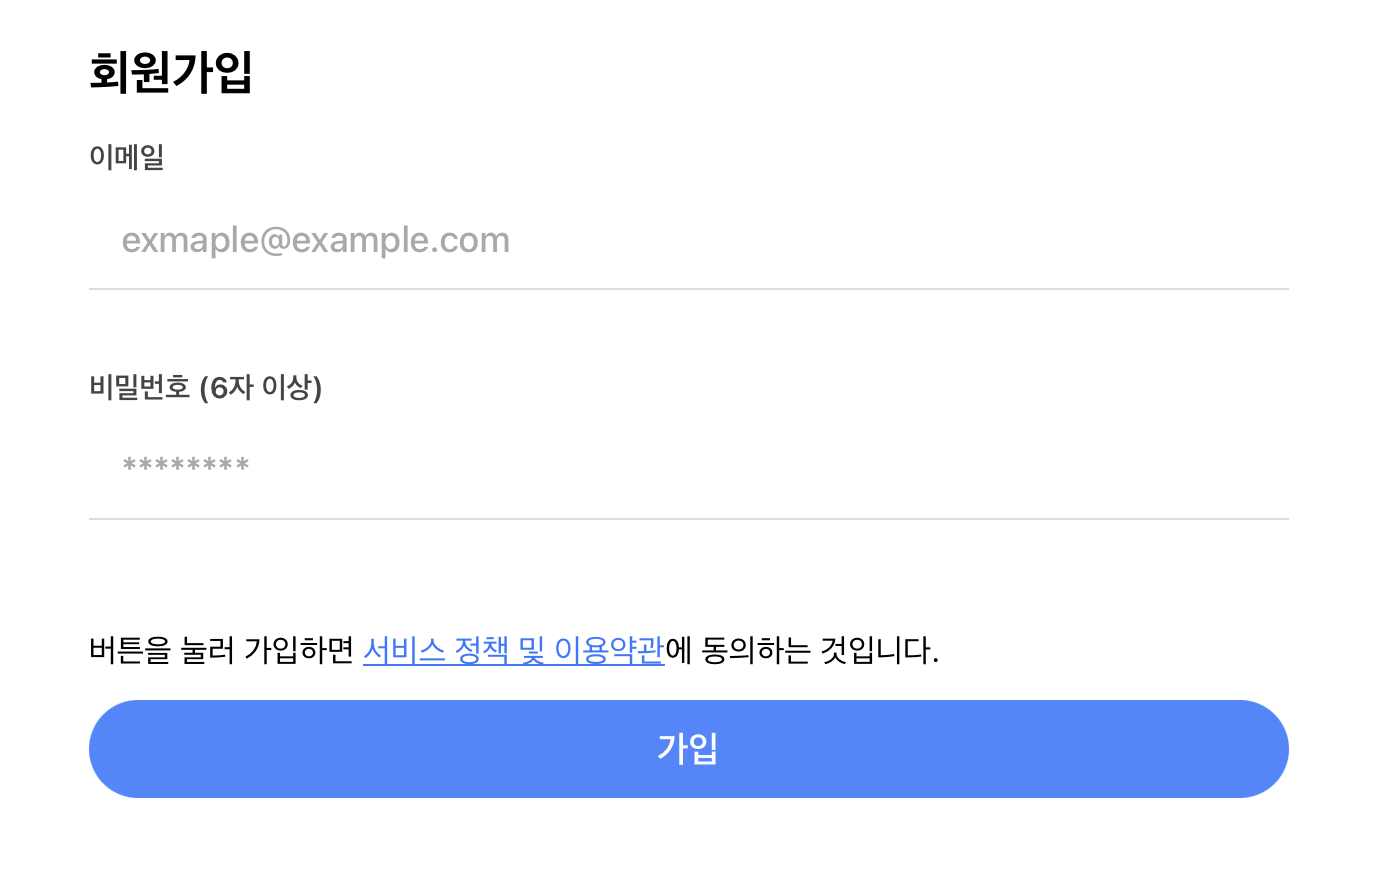 회원가입
이메일
exmaple@example.com
비밀번호 (6자 이상)
********
버튼을 눌러 가입하면 서비스 정책 및 이용약관에 동의하는 것입니다.
가입